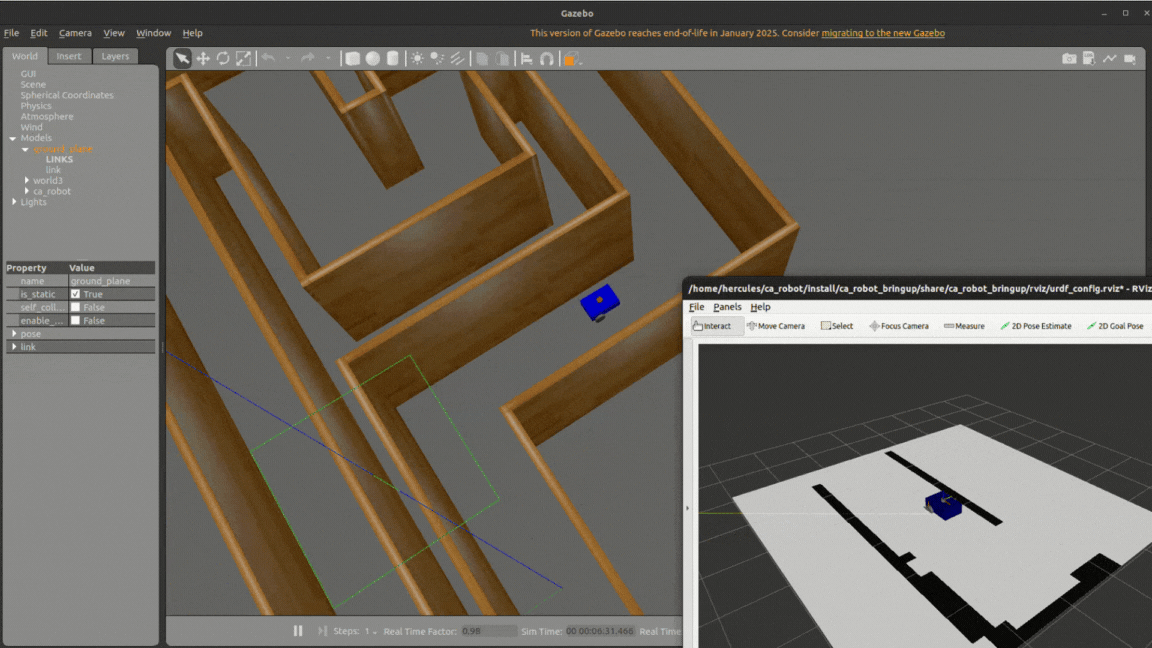 Gazebo
File Edit Camera View Window Help
This version of Gazebo reaches end-of-life in January 2025. Consider migrating to the new Gazebo
World Insert Layers
GUI
Scene
Spherical Coordinates
Physics
Atmosphere
Wind
Models
ground_plane
LINKS
link
world3
ca_robot
Lights
Property Value
name ground_plane
is_static True
self_coll... False
enable_... False
pose
link
/home/hercules/ca_robot/install/ca_robot_bringup/share/ca_robot_bringup/rviz/urdf_config.rviz* - RViz
File Panels Help
Interact Move Camera Select Focus Camera Measure 2D Pose Estimate 2D Goal Pose
Steps: 1 Real Time Factor: 0.98 Sim Time: 00 00:06:31.466 Real Time